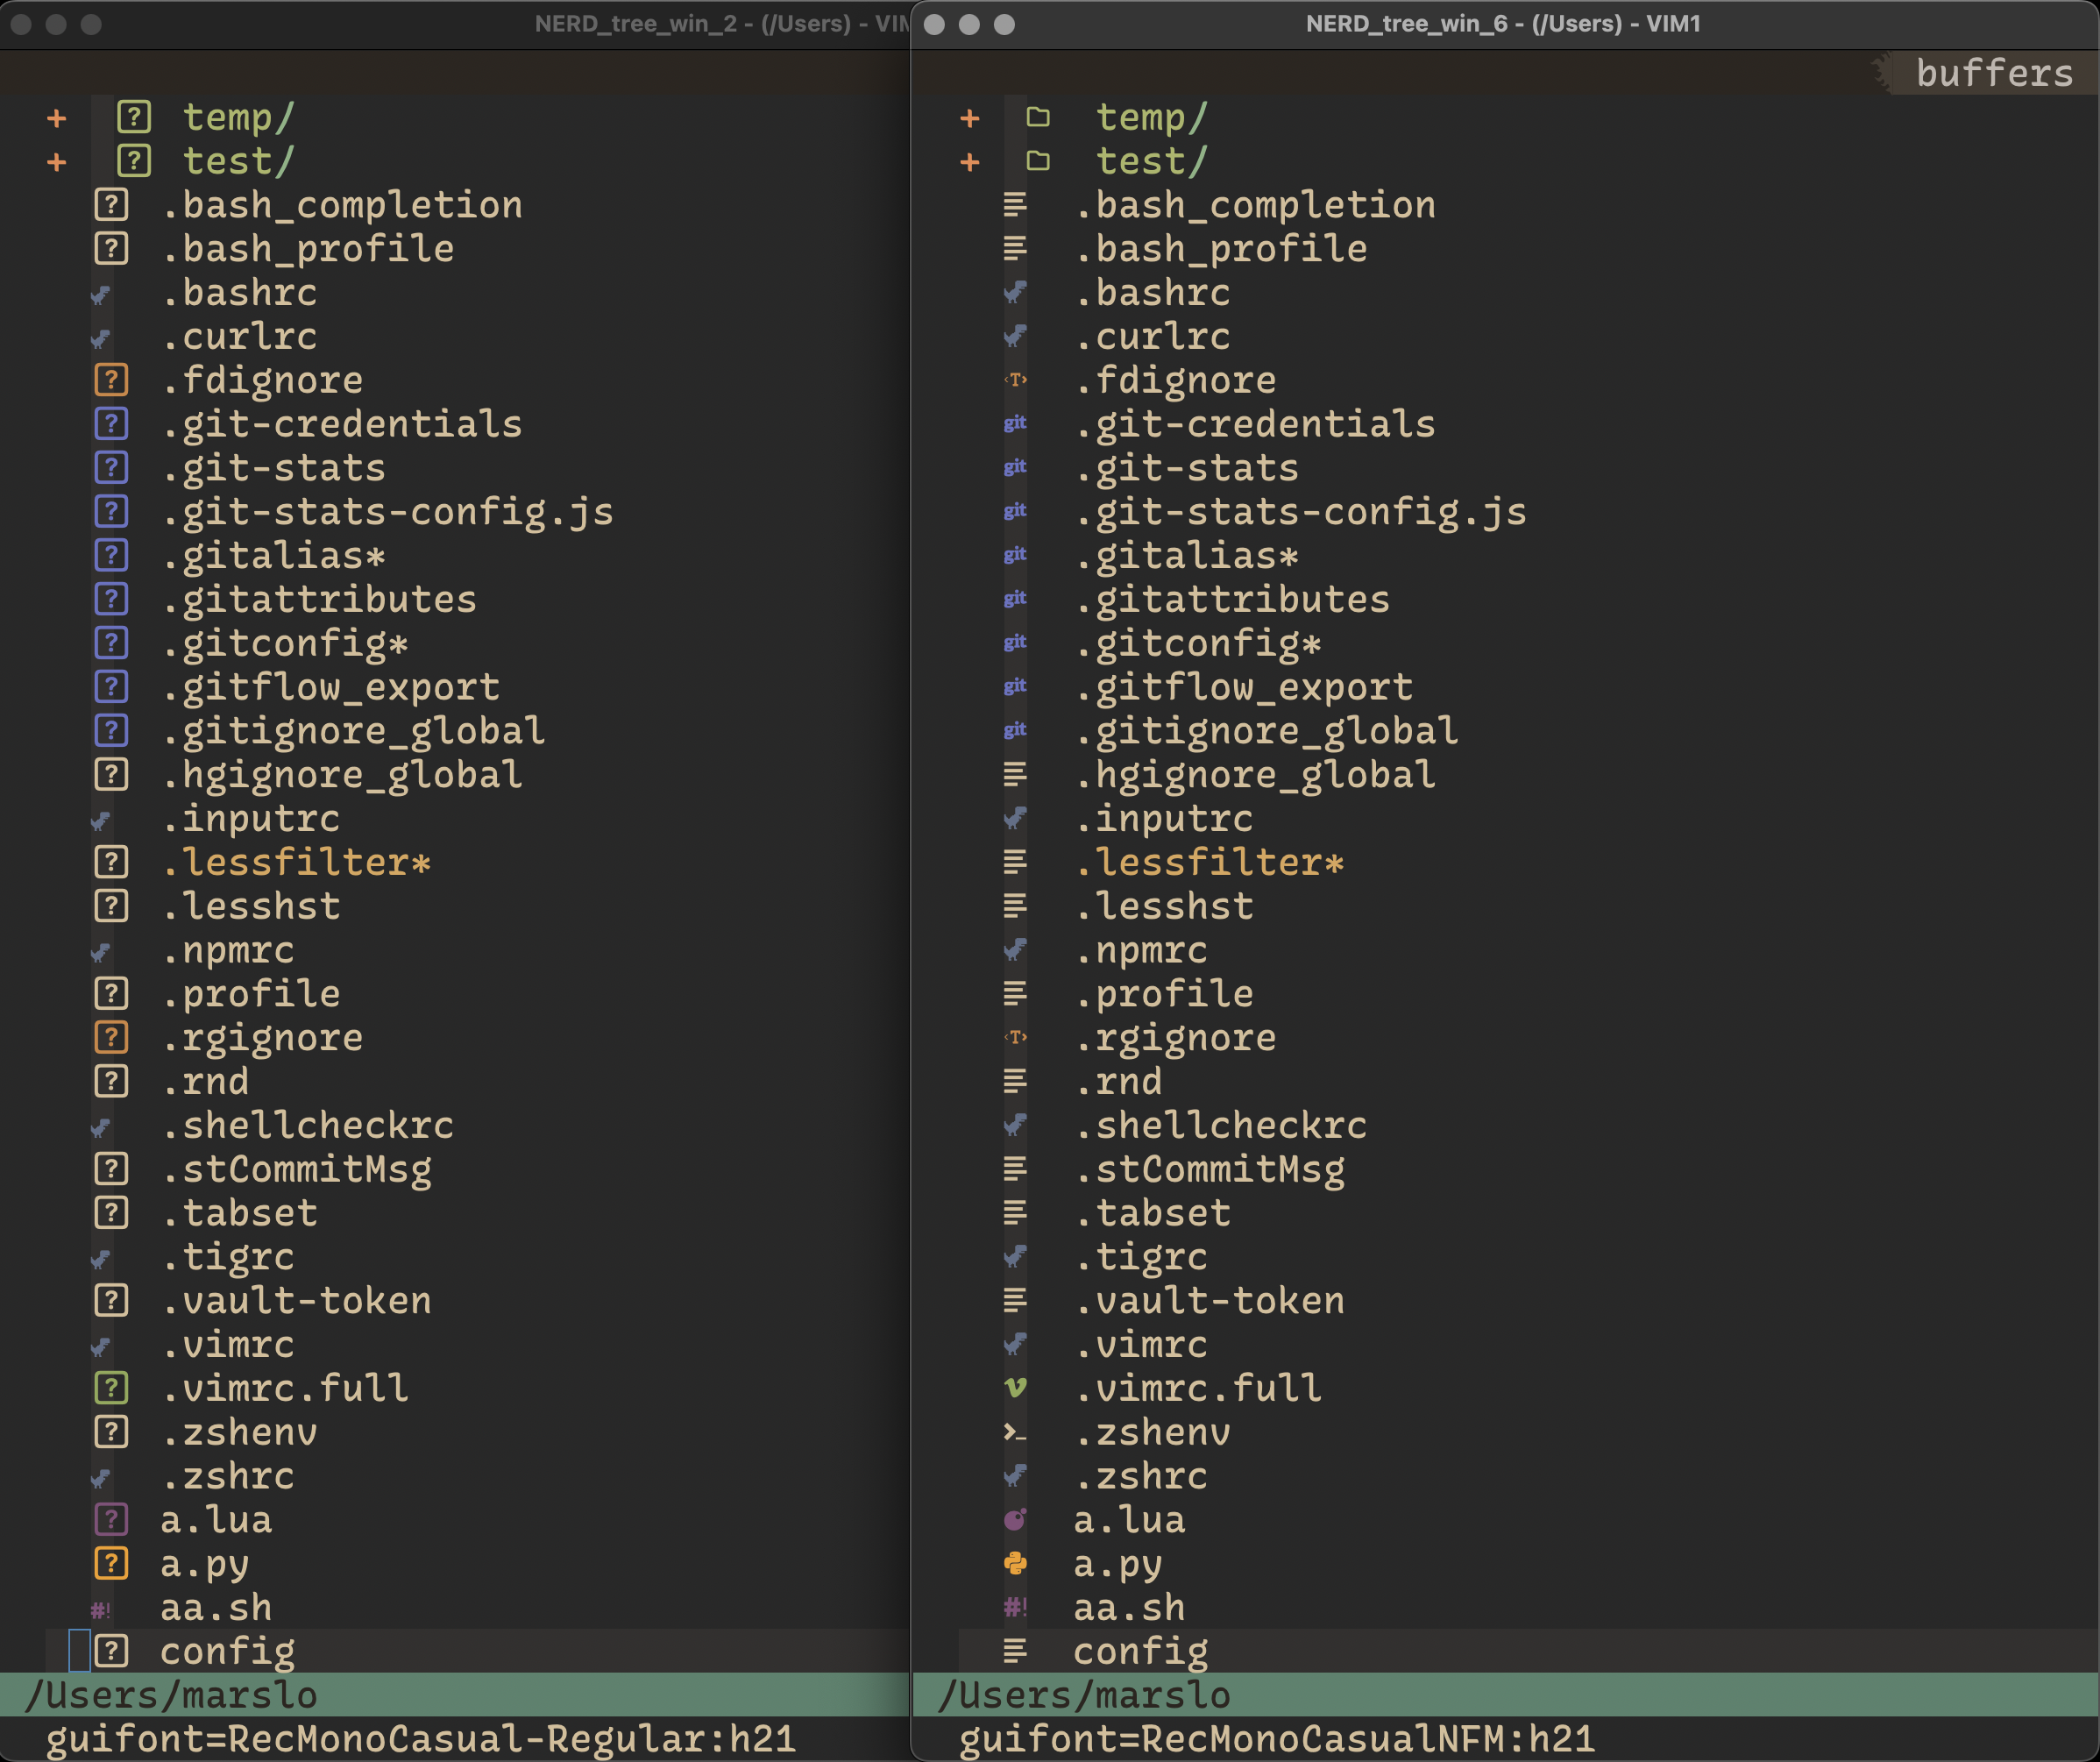 NERD_tree_win_2 - (/Users) - VIM
+ ? temp/
+ ? test/
? .bash_completion
? .bash_profile
.bashrc
.curlrc
? .fdignore
? .git-credentials
? .git-stats
? .git-stats-config.js
? .gitalias*
? .gitattributes
? .gitconfig*
? .gitflow_export
? .gitignore_global
? .hgignore_global
.inputrc
? .lessfilter*
? .lesshst
.npmrc
? .profile
? .rgignore
? .rnd
.shellcheckrc
? .stCommitMsg
? .tabset
.tigrc
? .vault-token
.vimrc
? .vimrc.full
? .zshenv
.zshrc
? a.lua
? a.py
#! aa.sh
? config
/Users/marslo
guifont=RecMonoCasual-Regular:h21
NERD_tree_win_6 - (/Users) - VIM1
buffers
+ temp/
+ test/
.bash_completion
.bash_profile
.bashrc
.curlrc
<T> .fdignore
git .git-credentials
git .git-stats
git .git-stats-config.js
git .gitalias*
git .gitattributes
git .gitconfig*
git .gitflow_export
git .gitignore_global
.hgignore_global
.inputrc
.lessfilter*
.lesshst
.npmrc
.profile
<T> .rgignore
.rnd
.shellcheckrc
.stCommitMsg
.tabset
.tigrc
.vault-token
.vimrc
.vimrc.full
>_ .zshenv
.zshrc
a.lua
a.py
#! aa.sh
config
/Users/marslo
guifont=RecMonoCasualNFM:h21